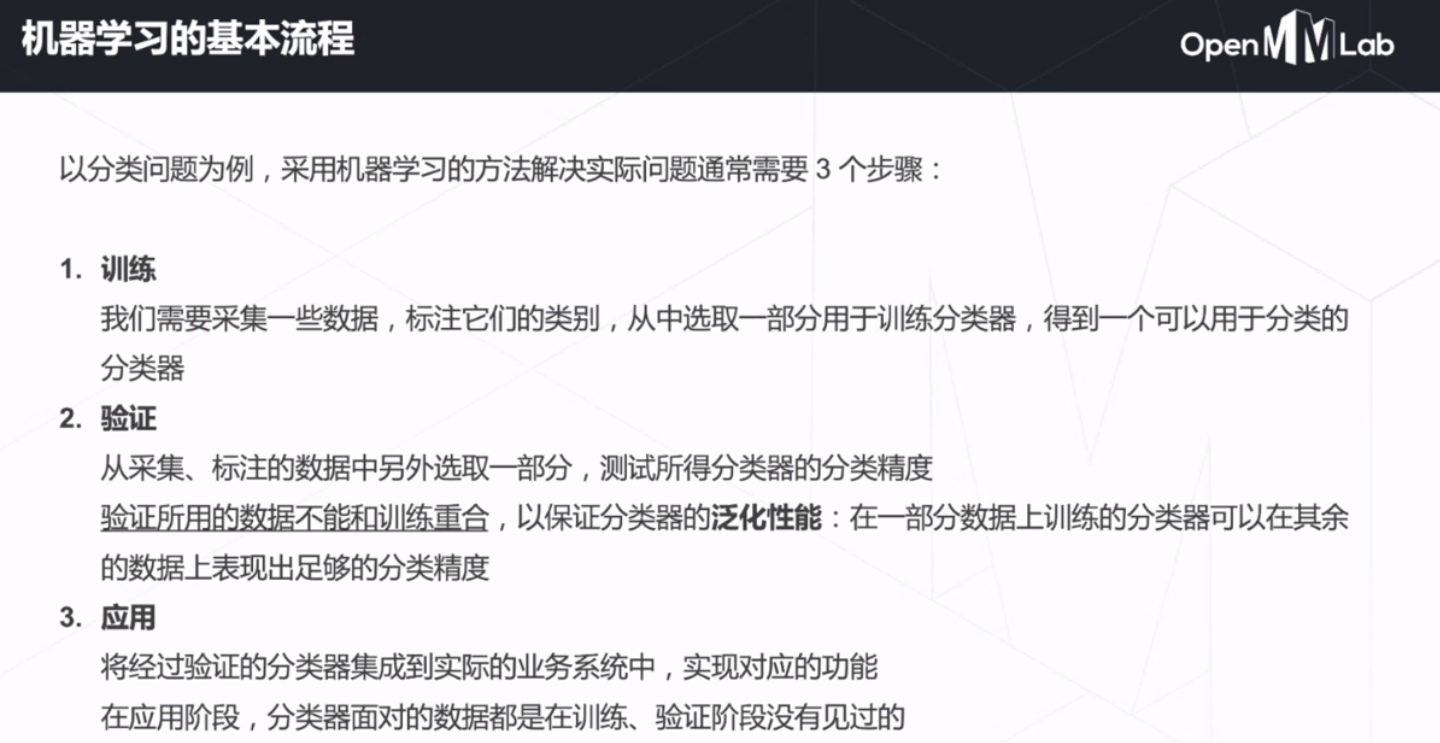 机器学习的基本流程
OpenMMLab
以分类问题为例，采用机器学习的方法解决实际问题通常需要 3 个步骤：
1. 训练
我们需要采集一些数据，标注它们的类别，从中选取一部分用于训练分类器，得到一个可以用于分类的
分类器
2. 验证
从采集、标注的数据中另外选取一部分，测试所得分类器的分类精度
验证所用的数据不能和训练重合，以保证分类器的泛化性能：在一部分数据上训练的分类器可以在其余
的数据上表现出足够的分类精度
3. 应用
将经过验证的分类器集成到实际的业务系统中，实现对应的功能
在应用阶段，分类器面对的数据都是在训练、验证阶段没有见过的